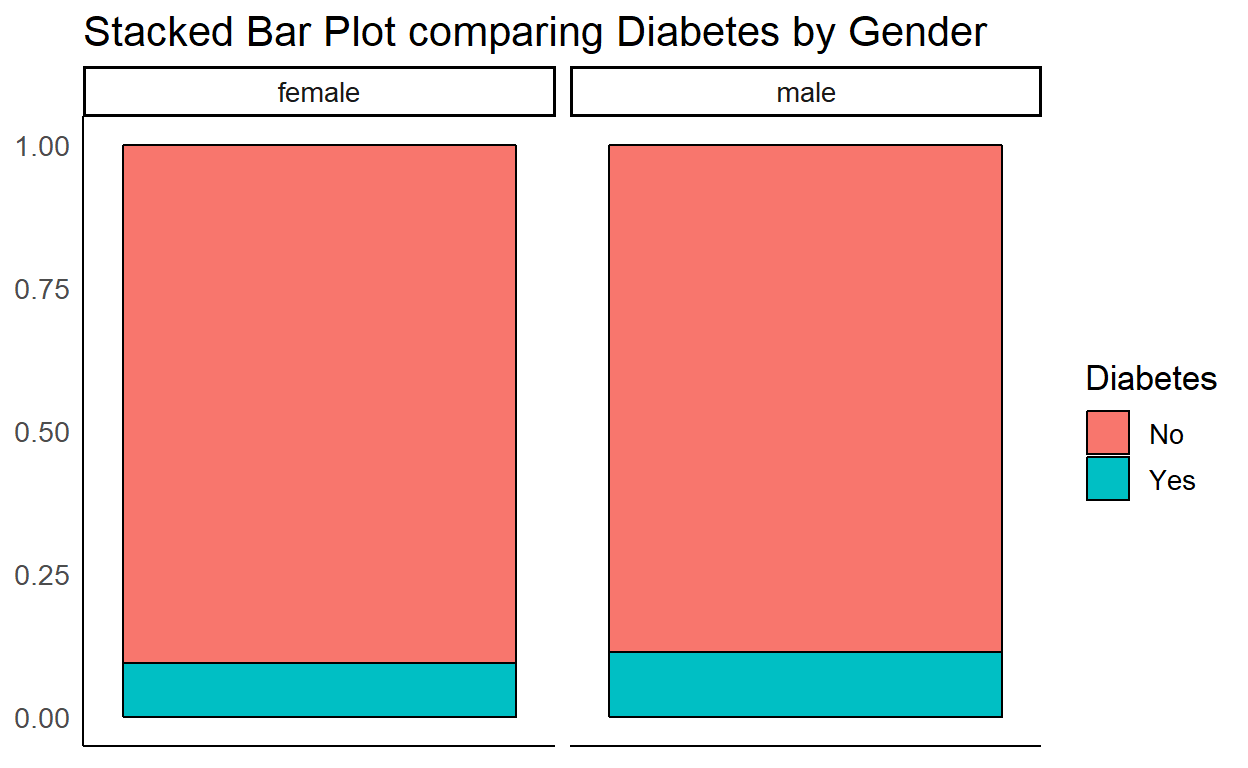 Stacked Bar Plot comparing Diabetes by Gender
female
male
1.00
0.75
0.50
0.25
0.00
Diabetes
No
Yes